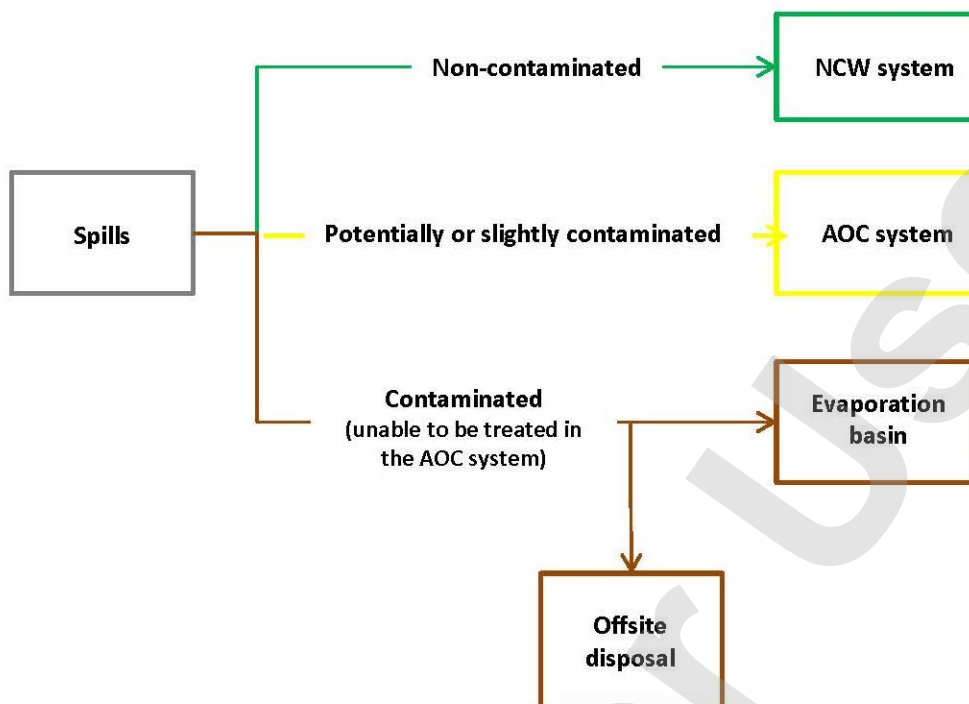 Non-contaminated
NCW system
Spills
Potentially or slightly contaminated
AOC system
Contaminated
(unable to be treated in
the AOC system)
Evaporation
basin
Offsite
disposal